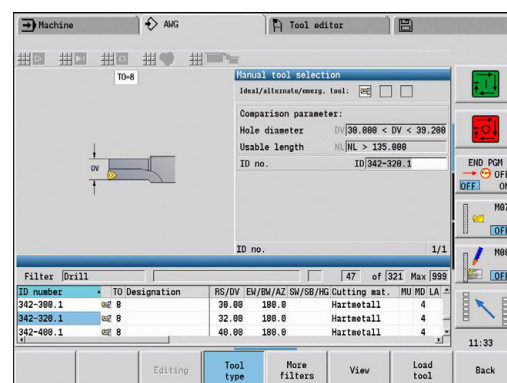 Machine
AWG
Tool editor
TO=8
Manual tool selection
Ideal/alternate/emerg. tool:
Comparison parameter:
Hole diameter DV 30.000 < DV < 39.200
Usable length NL NL > 135.000
ID no. ID 342-320.1
DV
ID no. 1/1
END PGM
OFF
OFF ON
M07
OFF
M08
OFF
Filter Drill 47 of 321 Max 999
ID number TO Designation RS/DV EW/BW/AZ SW/SB/HG Cutting mat. MU MD LA
342-300.1 8 30.00 180.0 Hartmetall 4
342-320.1 8 32.00 180.0 Hartmetall 4
342-400.1 8 40.00 180.0 Hartmetall 4
11:33
Editing
Tool type
More filters
View
Load tool
Back